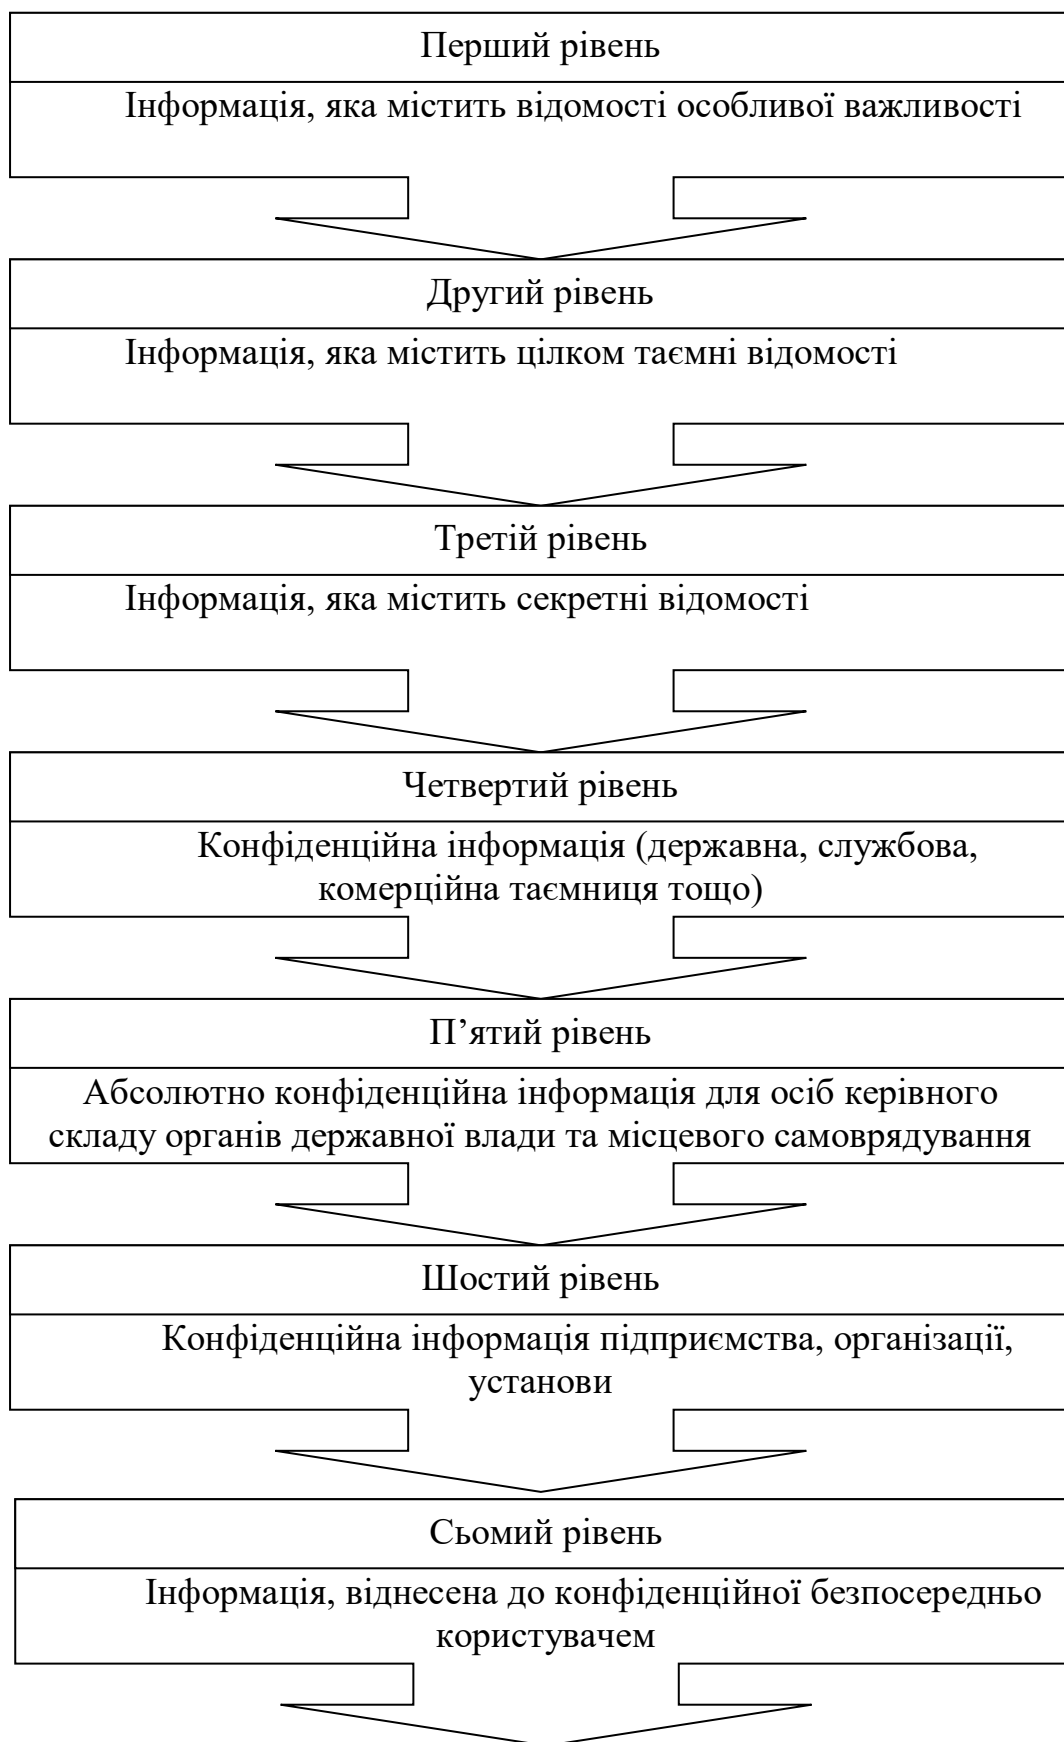 Перший рівень
Інформація, яка містить відомості особливої важливості
Другий рівень
Інформація, яка містить цілком таємні відомості
Третій рівень
Інформація, яка містить секретні відомості
Четвертий рівень
Конфіденційна інформація (державна, службова,
комерційна таємниця тощо)
П’ятий рівень
Абсолютно конфіденційна інформація для осіб керівного
складу органів державної влади та місцевого самоврядування
Шостий рівень
Конфіденційна інформація підприємства, організації,
установи
Сьомий рівень
Інформація, віднесена до конфіденційної безпосередньо
користувачем